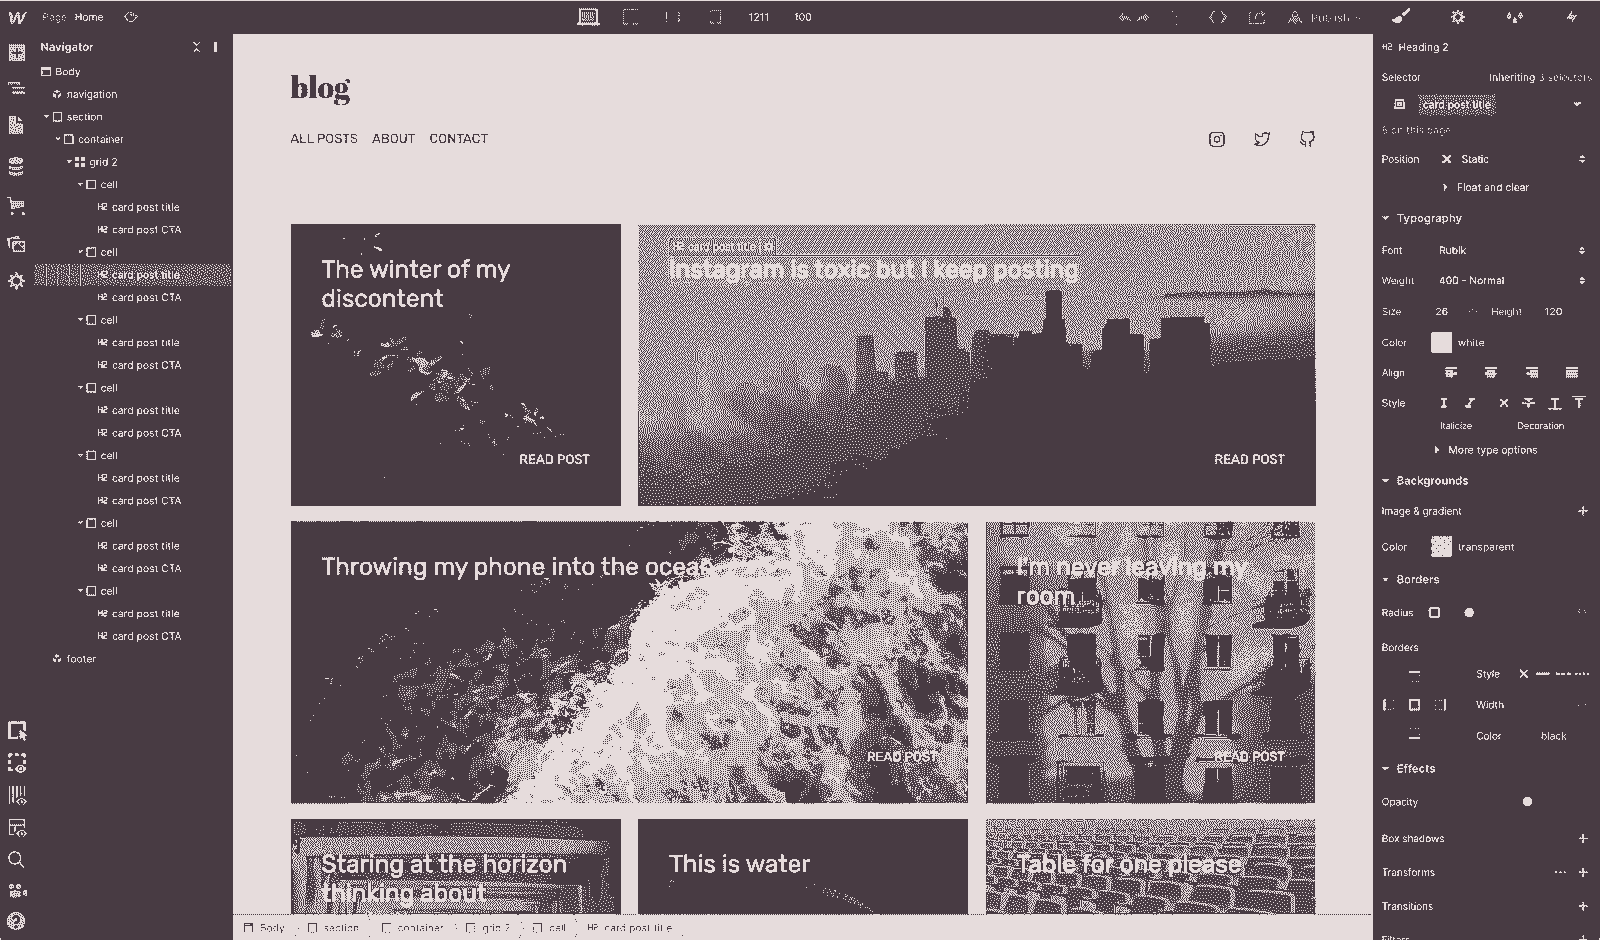 W Page Home 1211 100 Publish
Navigator
Body
navigation
section
container
grid 2
cell
H2 card post title
H2 card post CTA
cell
H2 card post title
H2 card post CTA
cell
H2 card post title
H2 card post CTA
cell
H2 card post title
H2 card post CTA
cell
H2 card post title
H2 card post CTA
cell
H2 card post title
H2 card post CTA
cell
H2 card post title
H2 card post CTA
footer
blog
ALL POSTS ABOUT CONTACT
The winter of my
discontent
READ POST
H2 card post title
Instagram is toxic but I keep posting
READ POST
Throwing my phone into the ocean
READ POST
I'm never leaving my
room
READ POST
Staring at the horizon
thinking about
This is water
Table for one please
Body section container grid 2 cell H2 card post title
H2 Heading 2
Selector Inheriting 3 selectors
card post title
on this page
Position Static
Float and clear
Typography
Font Rubik
Weight 400 - Normal
Size 26 Height 120
Color white
Align
Style
Italicize Decoration
More type options
Backgrounds
Image & gradient
Color transparent
Borders
Radius
Borders
Style
Width
Color black
Effects
Opacity
Box shadows
Transforms
Transitions
Filters